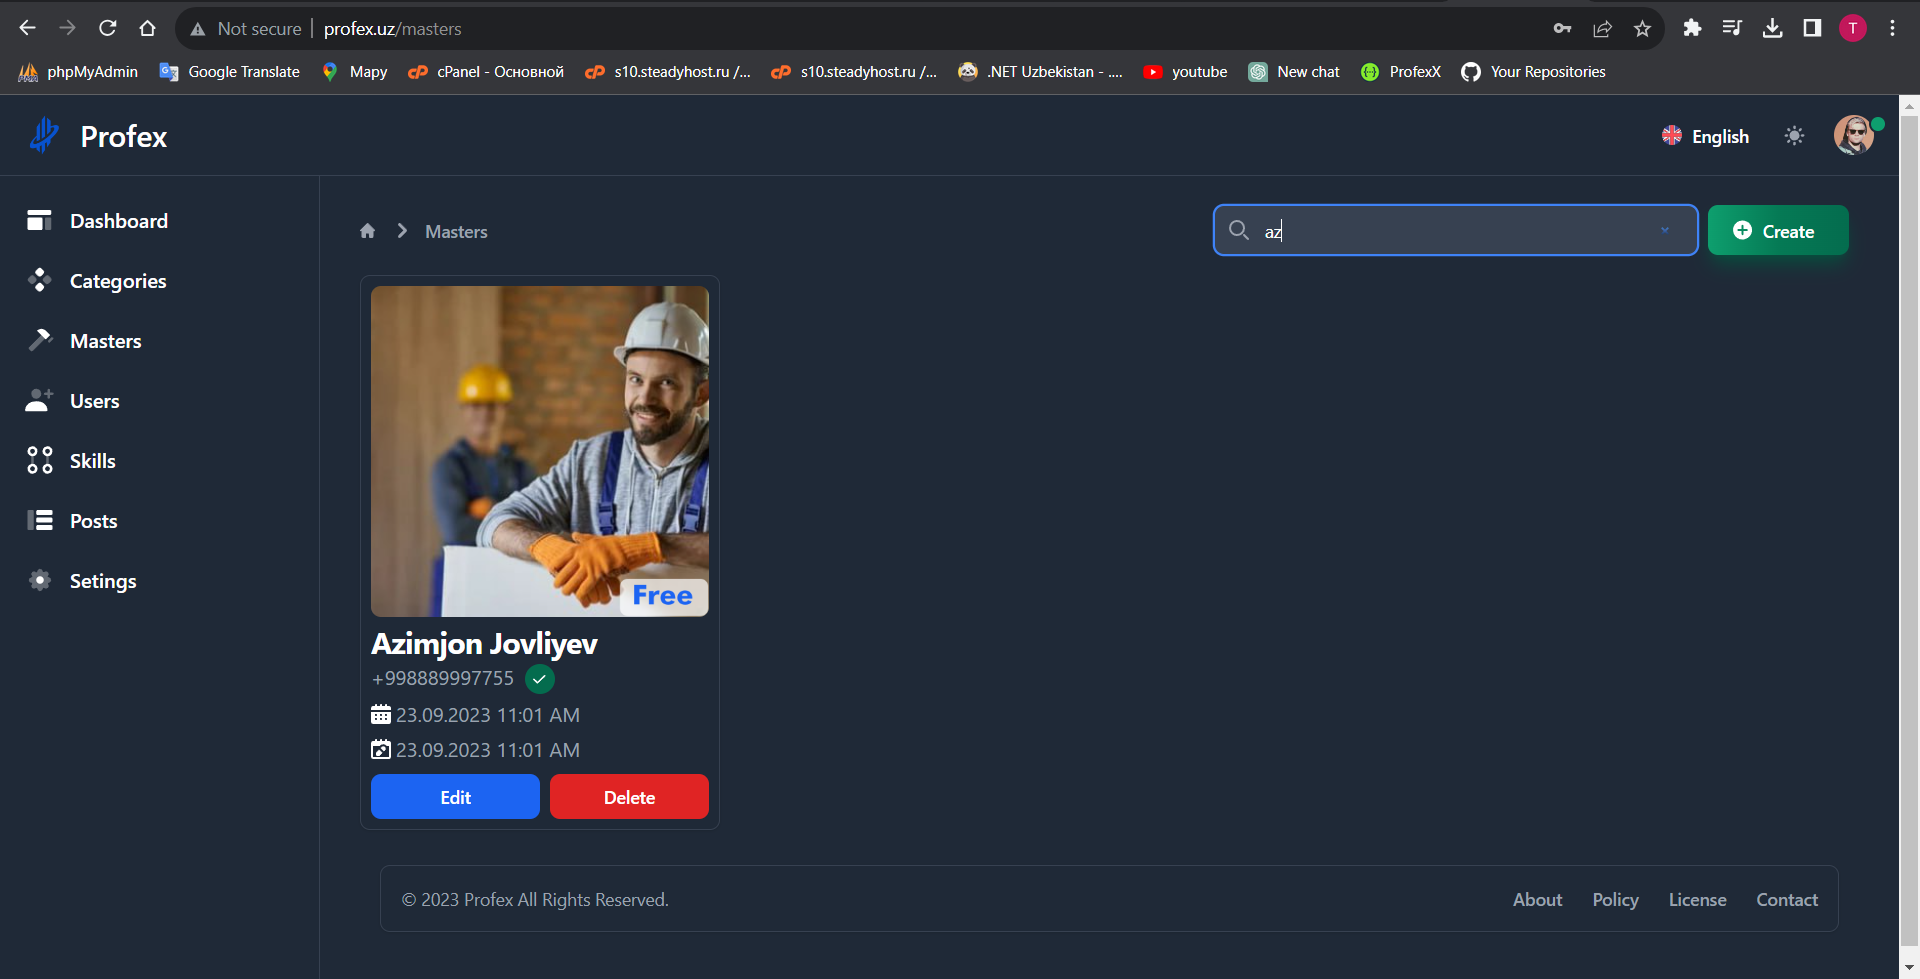 Not secure | profex.uz/masters
T
phpMyAdmin Google Translate Mapy cPanel - Основной s10.steadyhost.ru /... s10.steadyhost.ru /... .NET Uzbekistan - .... youtube New chat ProfexX Your Repositories
Profex
English
Dashboard
Categories
Masters
Users
Skills
Posts
Setings
Masters
az
Create
Free
Azimjon Jovliyev
+998889997755
23.09.2023 11:01 AM
23.09.2023 11:01 AM
Edit Delete
© 2023 Profex All Rights Reserved.
About Policy License Contact